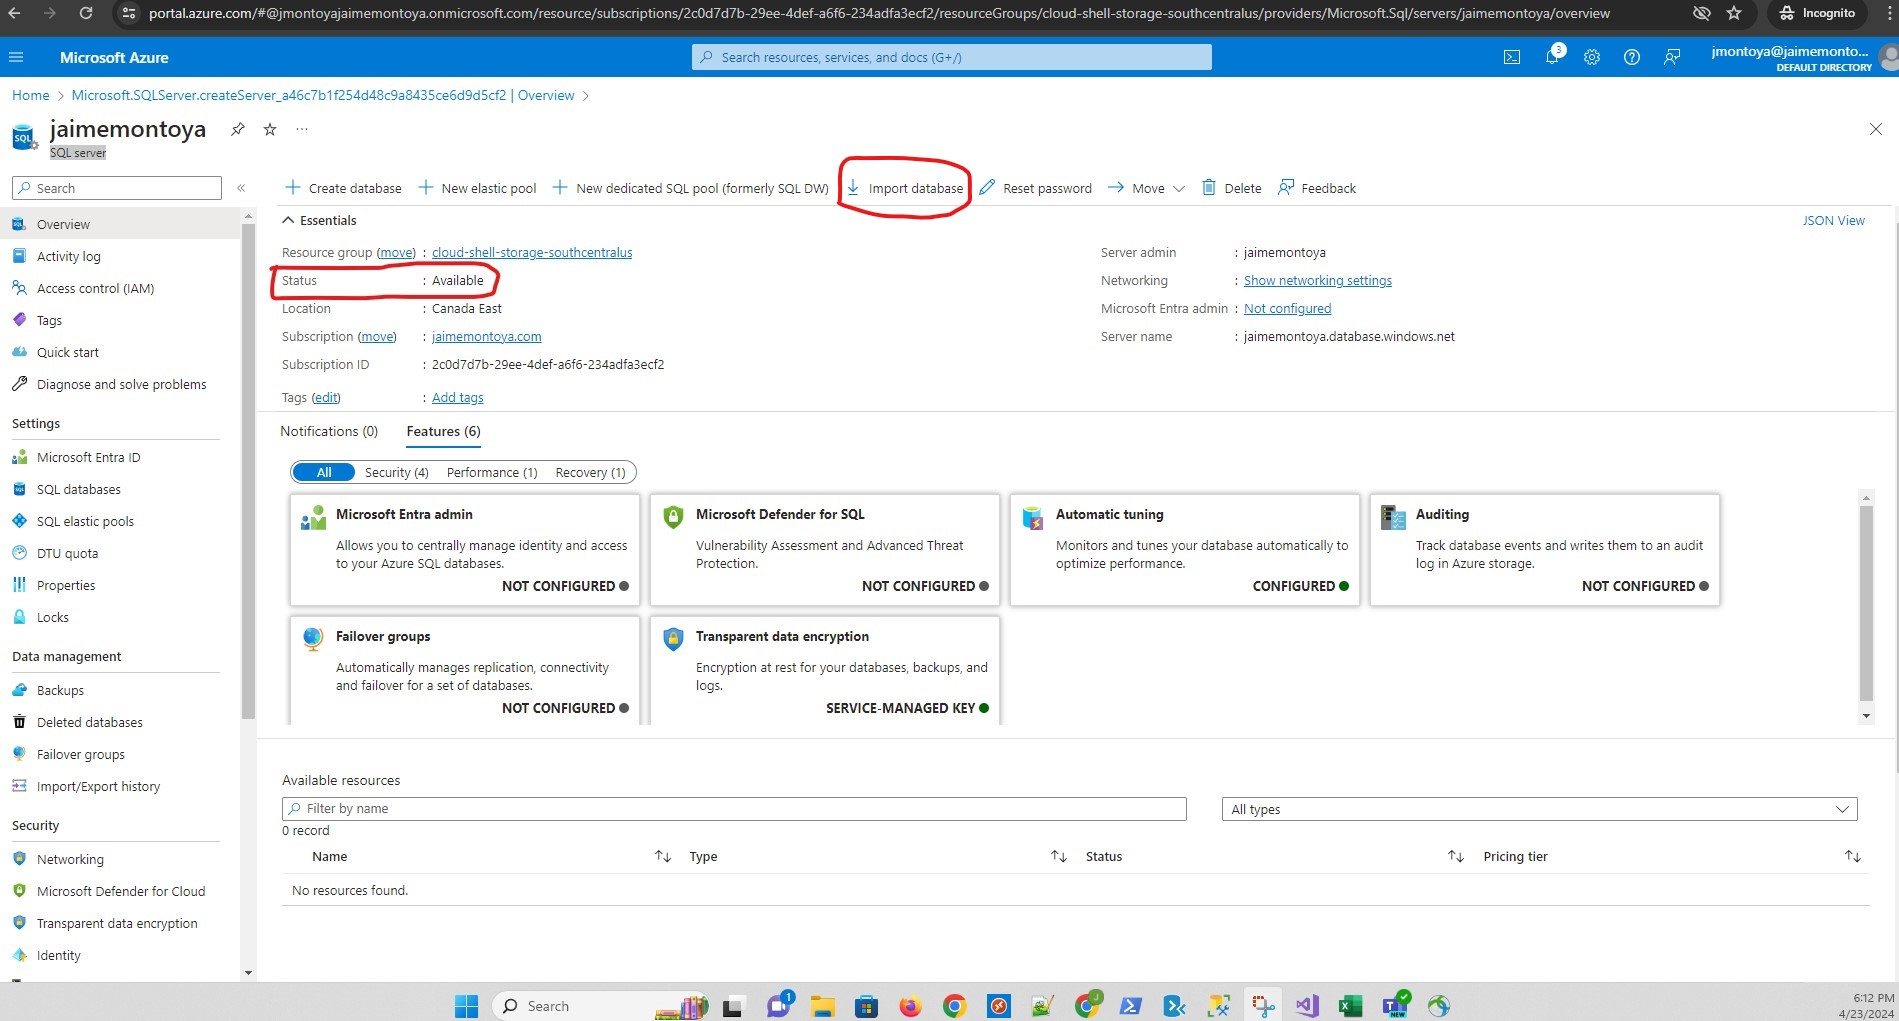 portal.azure.com/#@jmontoyajaimemontoya.onmicrosoft.com/resource/subscriptions/2c0d7d7b-29ee-4def-a6f6-234adfa3ecf2/resourceGroups/cloud-shell-storage-southcentralus/providers/Microsoft.Sql/servers/jaimemontoya/overview Incognito
Microsoft Azure Search resources, services, and docs (G+/) 3 jmontoya@jaimemonto...
DEFAULT DIRECTORY
Home > Microsoft.SQLServer.createServer_a46c7b1f254d48c9a8435ce6d9d5cf2 | Overview >
jaimemontoya ...
SQL server
Search «
Overview
Activity log
Access control (IAM)
Tags
Quick start
Diagnose and solve problems
Settings
Microsoft Entra ID
SQL databases
SQL elastic pools
DTU quota
Properties
Locks
Data management
Backups
Deleted databases
Failover groups
Import/Export history
Security
Networking
Microsoft Defender for Cloud
Transparent data encryption
Identity
Create database New elastic pool New dedicated SQL pool (formerly SQL DW) Import database Reset password Move Delete Feedback
Essentials JSON View
Resource group (move) : cloud-shell-storage-southcentralus
Status : Available
Location : Canada East
Subscription (move) : jaimemontoya.com
Subscription ID : 2c0d7d7b-29ee-4def-a6f6-234adfa3ecf2
Tags (edit) : Add tags
Server admin : jaimemontoya
Networking : Show networking settings
Microsoft Entra admin : Not configured
Server name : jaimemontoya.database.windows.net
Notifications (0) Features (6)
All Security (4) Performance (1) Recovery (1)
Microsoft Entra admin
Allows you to centrally manage identity and access
to your Azure SQL databases.
NOT CONFIGURED
Microsoft Defender for SQL
Vulnerability Assessment and Advanced Threat
Protection.
NOT CONFIGURED
Automatic tuning
Monitors and tunes your database automatically to
optimize performance.
CONFIGURED
Auditing
Track database events and writes them to an audit
log in Azure storage.
NOT CONFIGURED
Failover groups
Automatically manages replication, connectivity
and failover for a set of databases.
NOT CONFIGURED
Transparent data encryption
Encryption at rest for your databases, backups, and
logs.
SERVICE-MANAGED KEY
Available resources
Filter by name All types
0 record
Name Type Status Pricing tier
No resources found.
Search 1 NEW 6:12 PM
4/23/2024